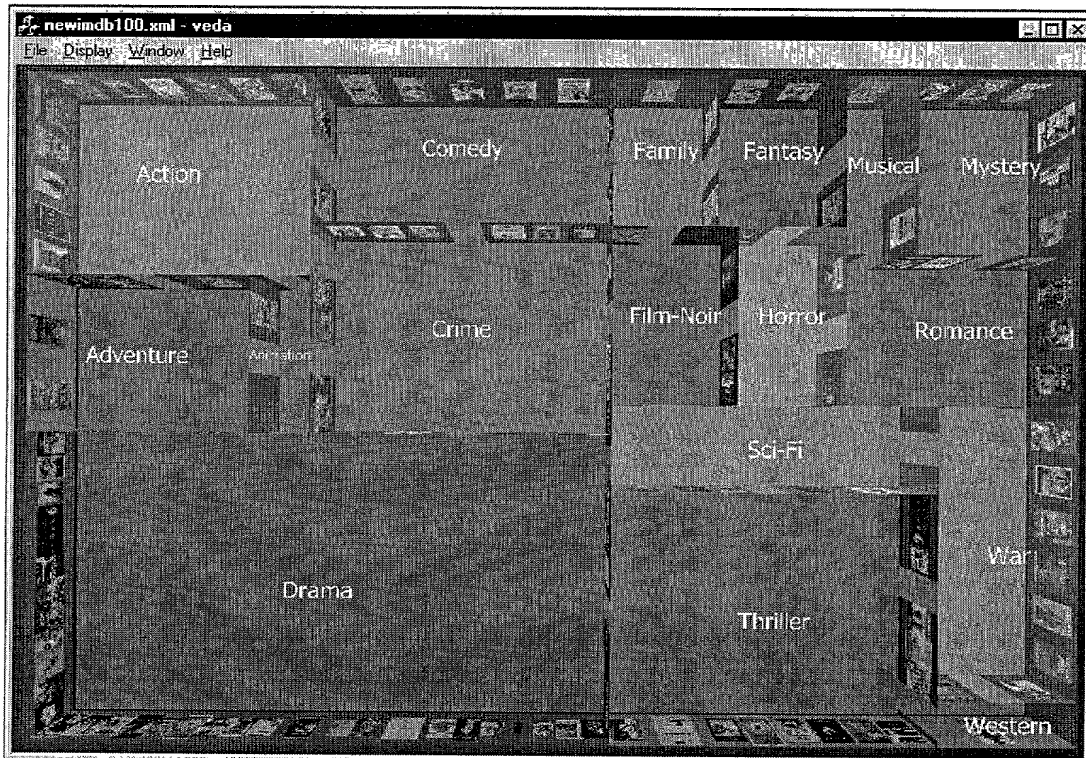 newimdb100.xml - veda
File Display Window Help
Action
Comedy
Family
Fantasy
Musical
Mystery
Adventure
Animation
Crime
Film-Noir
Horror
Romance
Sci-Fi
Drama
Thriller
War
Western